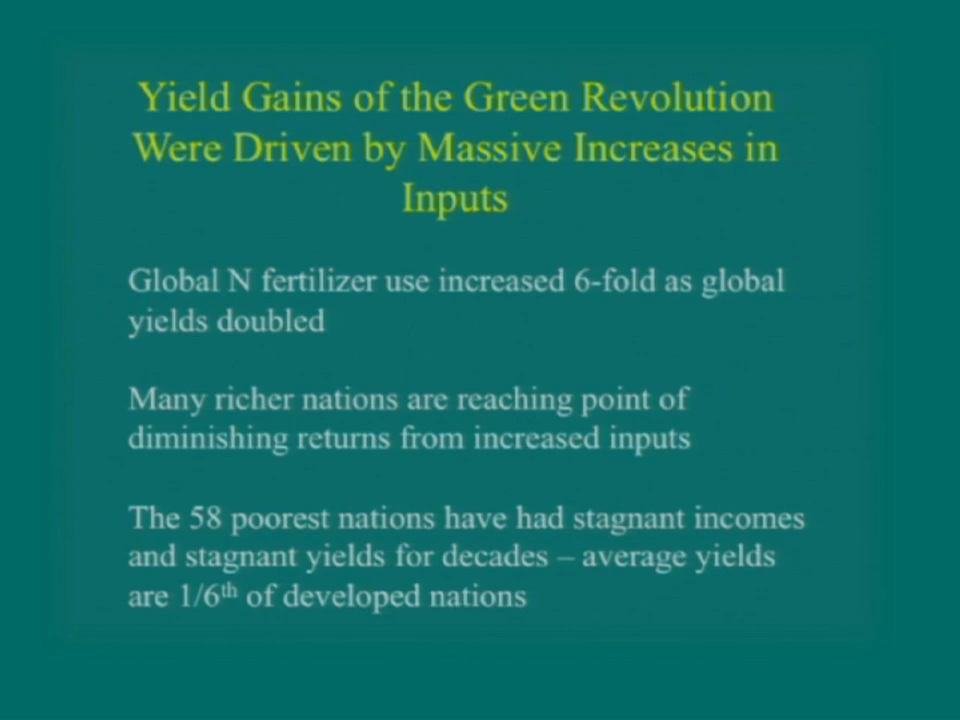 Yield Gains of the Green Revolution
Were Driven by Massive Increases in
Inputs
Global N fertilizer use increased 6-fold as global
yields doubled
Many richer nations are reaching point of
diminishing returns from increased inputs
The 58 poorest nations have had stagnant incomes
and stagnant yields for decades – average yields
are 1/6th of developed nations